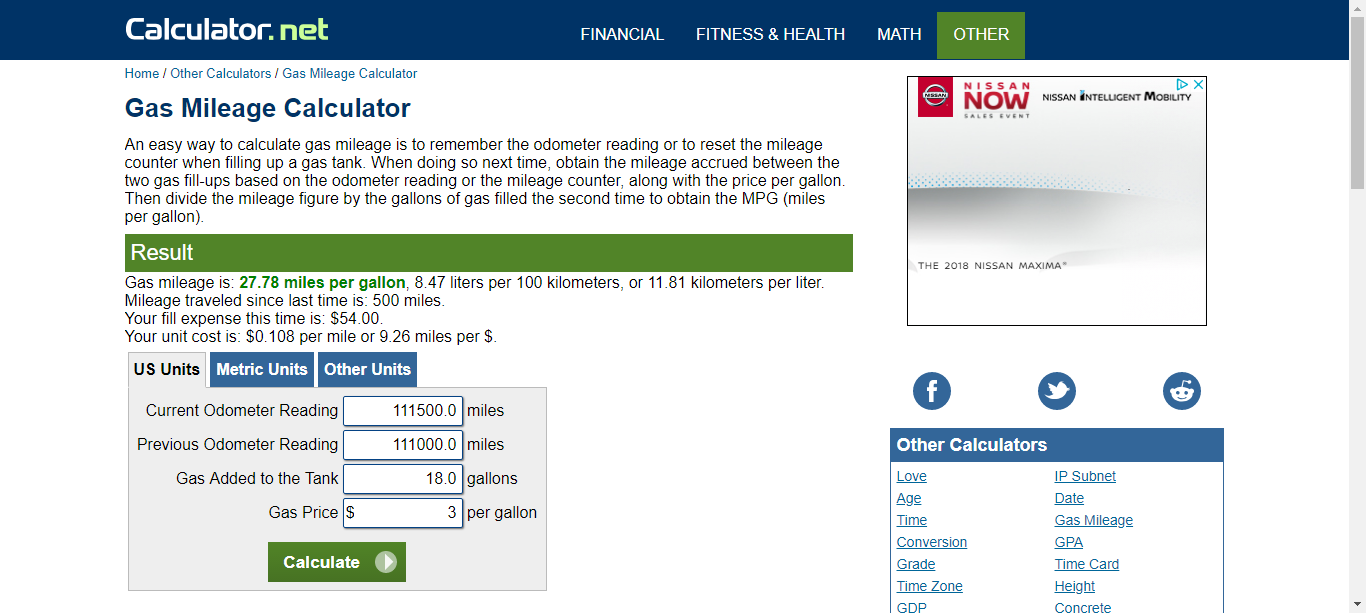 Calculator.net
FINANCIAL FITNESS & HEALTH MATH OTHER
Home / Other Calculators / Gas Mileage Calculator
Gas Mileage Calculator
An easy way to calculate gas mileage is to remember the odometer reading or to reset the mileage
counter when filling up a gas tank. When doing so next time, obtain the mileage accrued between the
two gas fill-ups based on the odometer reading or the mileage counter, along with the price per gallon.
Then divide the mileage figure by the gallons of gas filled the second time to obtain the MPG (miles
per gallon).
Result
Gas mileage is: 27.78 miles per gallon, 8.47 liters per 100 kilometers, or 11.81 kilometers per liter.
Mileage traveled since last time is: 500 miles.
Your fill expense this time is: $54.00.
Your unit cost is: $0.108 per mile or 9.26 miles per $.
US Units Metric Units Other Units
Current Odometer Reading 111500.0 miles
Previous Odometer Reading 111000.0 miles
Gas Added to the Tank 18.0 gallons
Gas Price $ 3 per gallon
Calculate
NISSAN
NISSAN
NOW
SALES EVENT
NISSAN INTELLIGENT MOBILITY
THE 2018 NISSAN MAXIMA®
Other Calculators
Love IP Subnet
Age Date
Time Gas Mileage
Conversion GPA
Grade Time Card
Time Zone Height
GDP Concrete